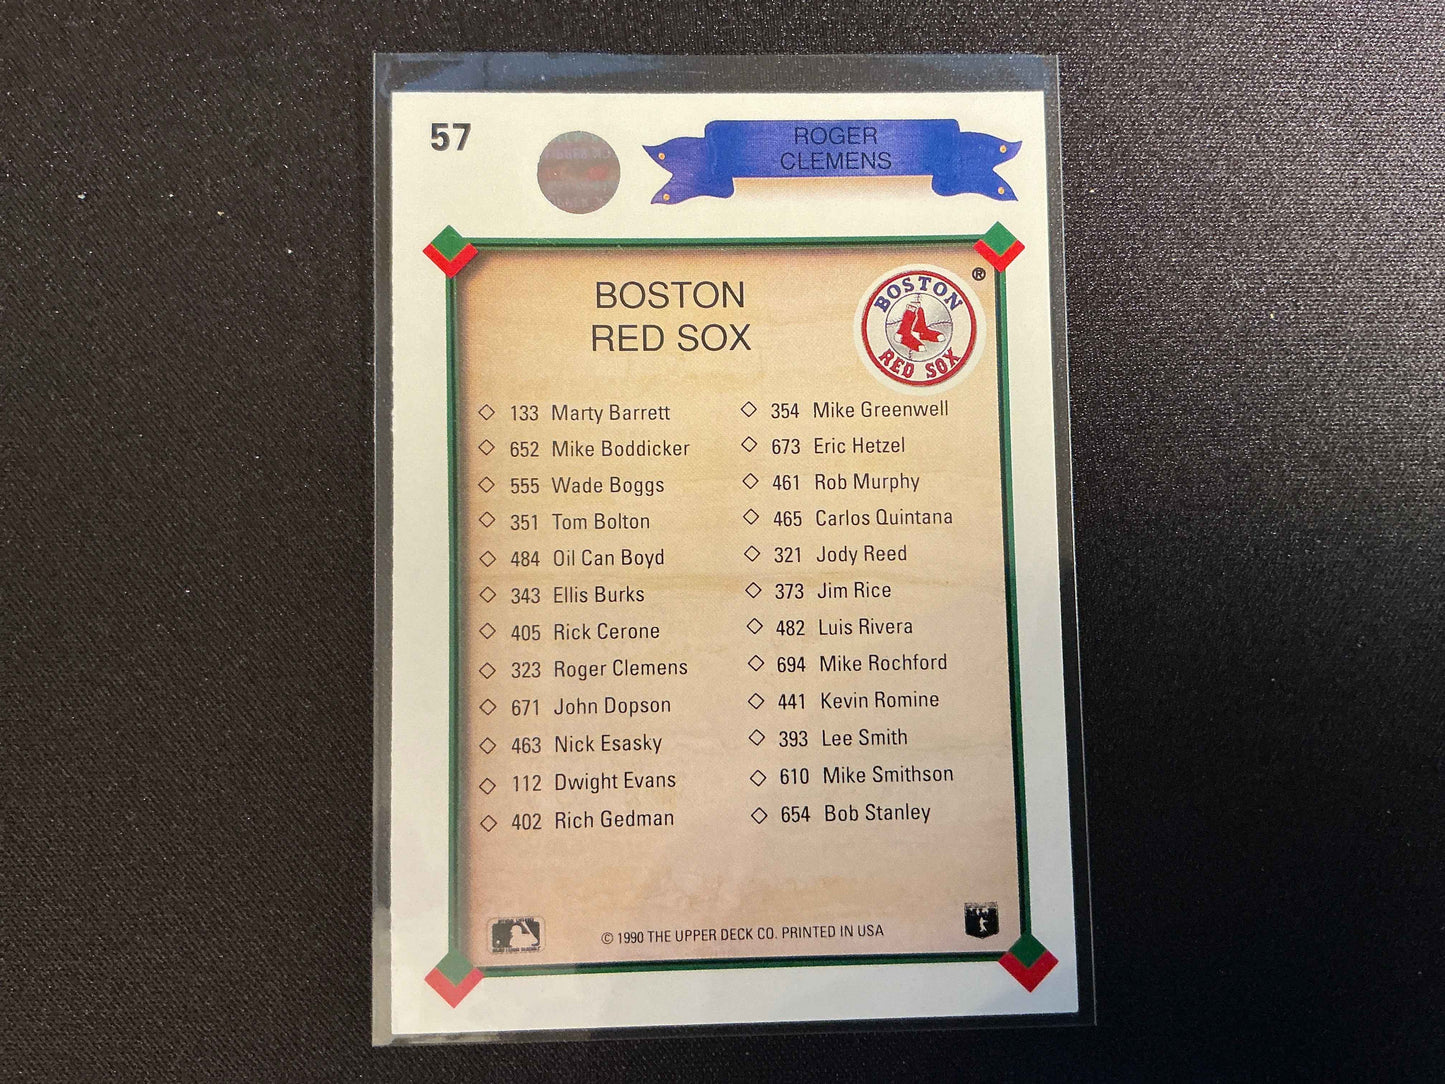 57
ROGER
CLEMENS
BOSTON
RED SOX
BOSTON
RED SOX
®
133 Marty Barrett
652 Mike Boddicker
555 Wade Boggs
351 Tom Bolton
484 Oil Can Boyd
343 Ellis Burks
405 Rick Cerone
323 Roger Clemens
671 John Dopson
463 Nick Esasky
112 Dwight Evans
402 Rich Gedman
354 Mike Greenwell
673 Eric Hetzel
461 Rob Murphy
465 Carlos Quintana
321 Jody Reed
373 Jim Rice
482 Luis Rivera
694 Mike Rochford
441 Kevin Romine
393 Lee Smith
610 Mike Smithson
654 Bob Stanley
© 1990 THE UPPER DECK CO. PRINTED IN USA